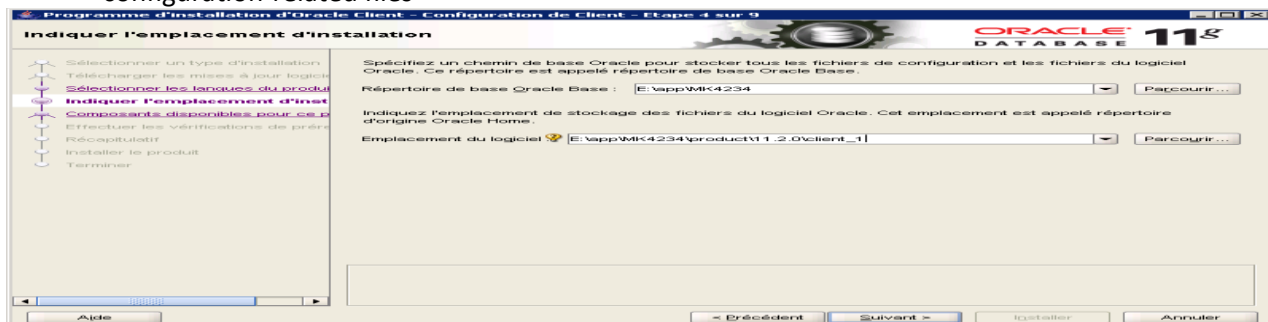 configuration-related files
Programme d'installation d'Oracle Client - Configuration de Client - Etape 4 sur 9
Indiquer l'emplacement d'installation
ORACLE
DATABASE
11g
Sélectionner un type d'installation
Télécharger les mises à jour logicie
Sélectionner les langues du produi
Indiquer l'emplacement d'inst
Composants disponibles pour ce p
Effectuer les vérifications de prére
Récapitulatif
Installer le produit
Terminer
Spécifiez un chemin de base Oracle pour stocker tous les fichiers de configuration et les fichiers du logiciel
Oracle. Ce répertoire est appelé répertoire de base Oracle Base.
Répertoire de base Oracle Base : E:\app\MK4234 Parcourir...
Indiquez l'emplacement de stockage des fichiers du logiciel Oracle. Cet emplacement est appelé répertoire
d'origine Oracle Home.
Emplacement du logiciel : E:\app\MK4234\product\11.2.0\client_1 Parcourir...
Aide < Précédent Suivant > Installer Annuler